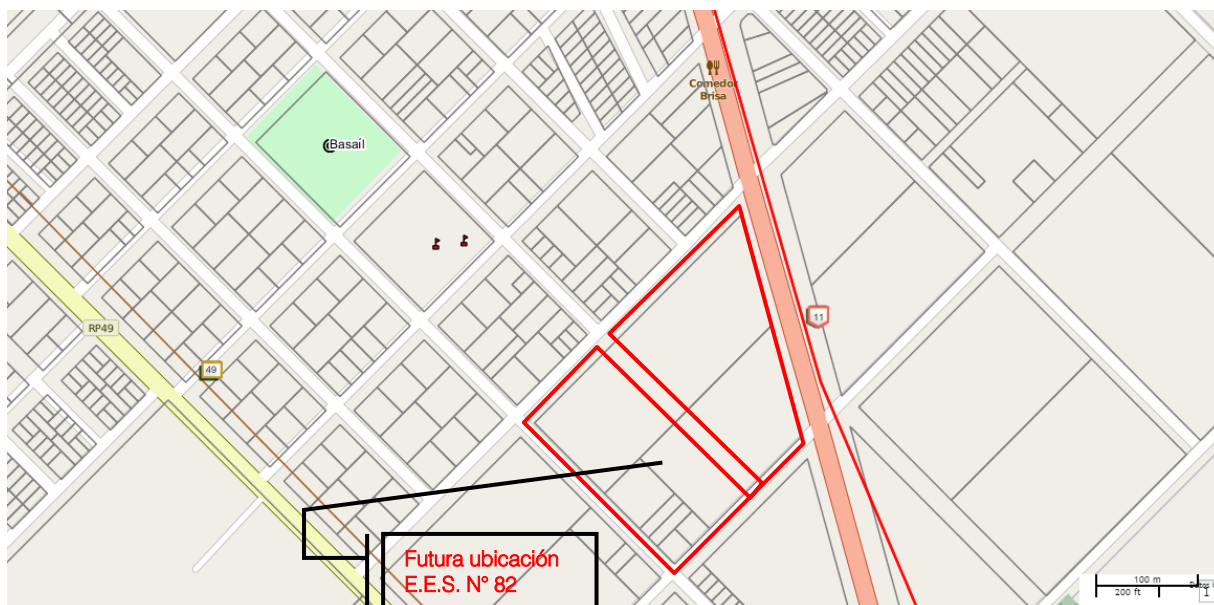 Comedor
Brisa
Basail
11
RP49
49
Futura ubicación
E.E.S. N° 82
100 m
200 ft
1